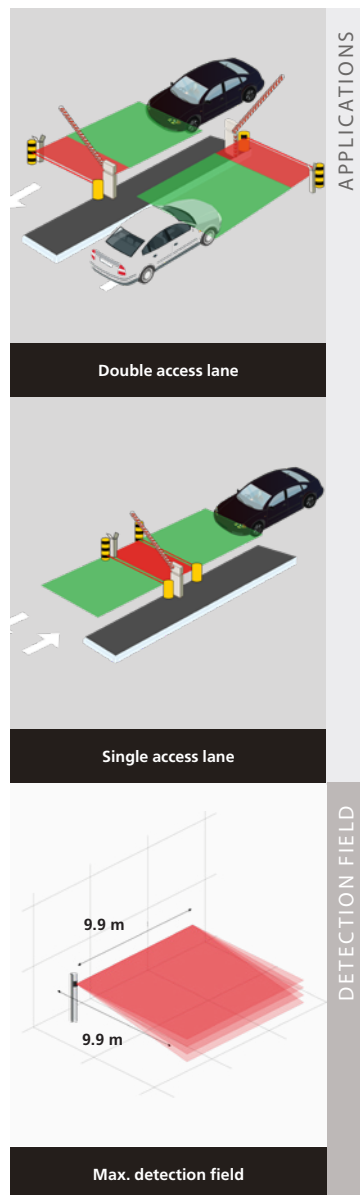 APPLICATIONS
Double access lane
Single access lane
DETECTION FIELD
9.9 m
9.9 m
Max. detection field